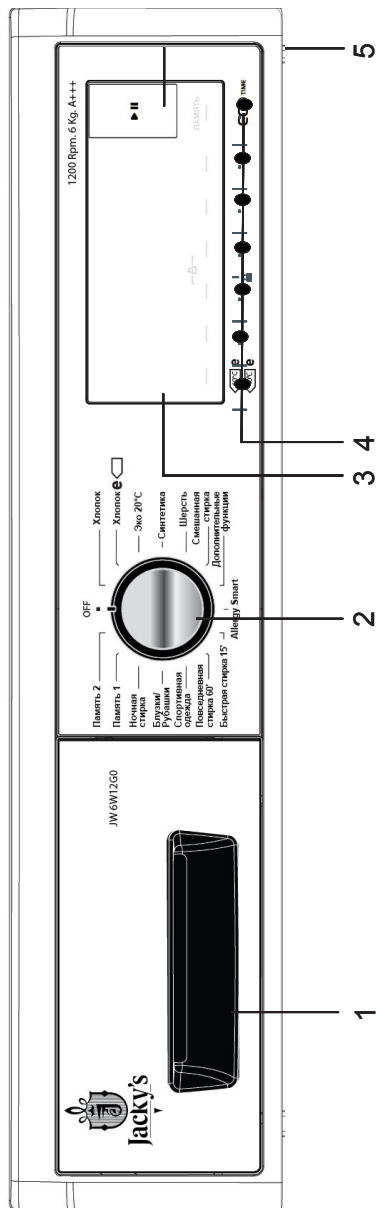 Jacky's
JW 6W12G0
OFF
Память 2
Память 1
Ночная
стирка
Блузки/
Рубашки
Спортивная
одежда
Повседневная
стирка 60'
Быстрая стирка 15'
Хлопок
Хлопок e
Эко 20°C
Синтетика
Шерсть
Смешанная
стирка
Дополнительные
функции
Allergy Smart
1200 Rpm. 6 Kg. A+++
ПАМЯТЬ
e
e
eco TIME
1
2
3
4
5